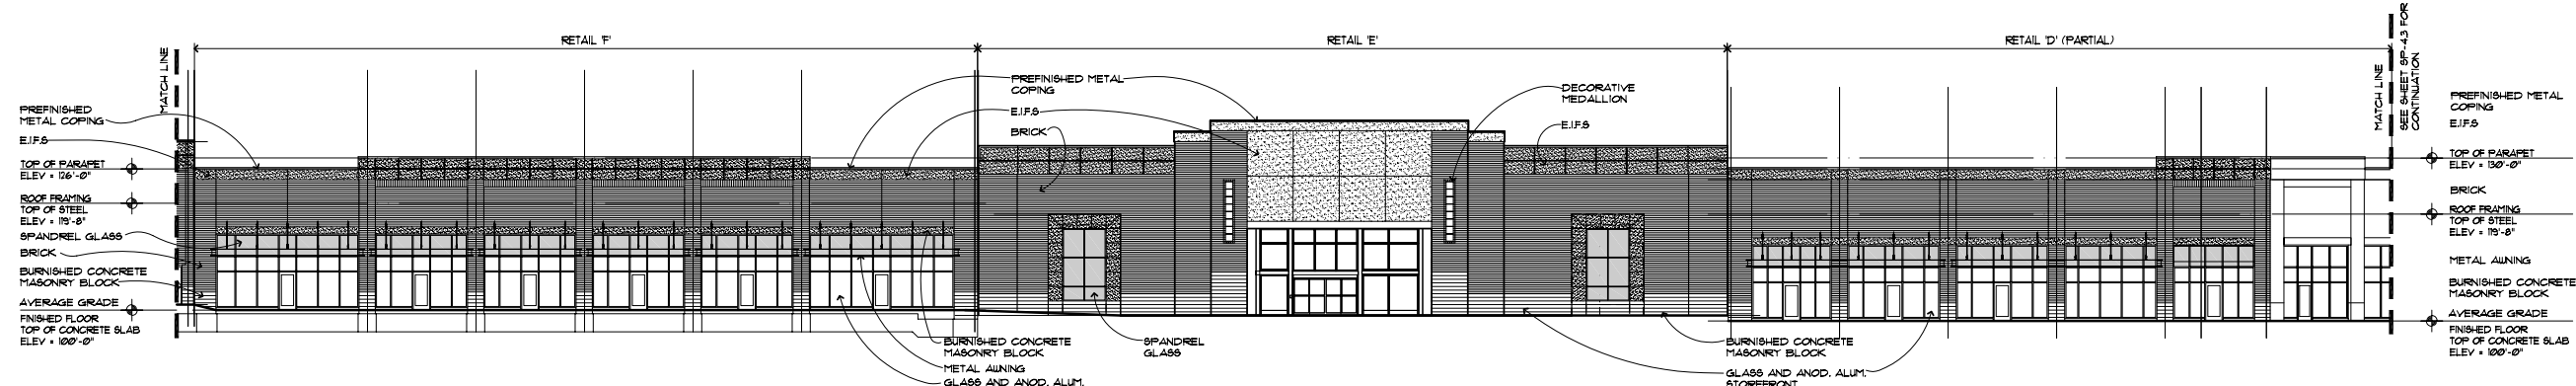 RETAIL 'F'
RETAIL 'E'
RETAIL 'D' (PARTIAL)
MATCH LINE
PREFINISHED
METAL COPING
E.I.F.S
TOP OF PARAPET
ELEV = 126'-0"
ROOF FRAMING
TOP OF STEEL
ELEV = 119'-8"
SPANDREL GLASS
BRICK
BURNISHED CONCRETE
MASONRY BLOCK
AVERAGE GRADE
FINISHED FLOOR
TOP OF CONCRETE SLAB
ELEV = 100'-0"
PREFINISHED METAL
COPING
E.I.F.S
BRICK
DECORATIVE
MEDALLION
E.I.F.S
BURNISHED CONCRETE
MASONRY BLOCK
METAL AWNING
GLASS AND ANOD. ALUM.
SPANDREL
GLASS
BURNISHED CONCRETE
MASONRY BLOCK
GLASS AND ANOD. ALUM.
STOREFRONT
MATCH LINE
SEE SHEET SP-4.3 FOR
CONTINUATION
PREFINISHED METAL
COPING
E.I.F.S
TOP OF PARAPET
ELEV = 130'-0"
BRICK
ROOF FRAMING
TOP OF STEEL
ELEV = 119'-8"
METAL AWNING
BURNISHED CONCRETE
MASONRY BLOCK
AVERAGE GRADE
FINISHED FLOOR
TOP OF CONCRETE SLAB
ELEV = 100'-0"